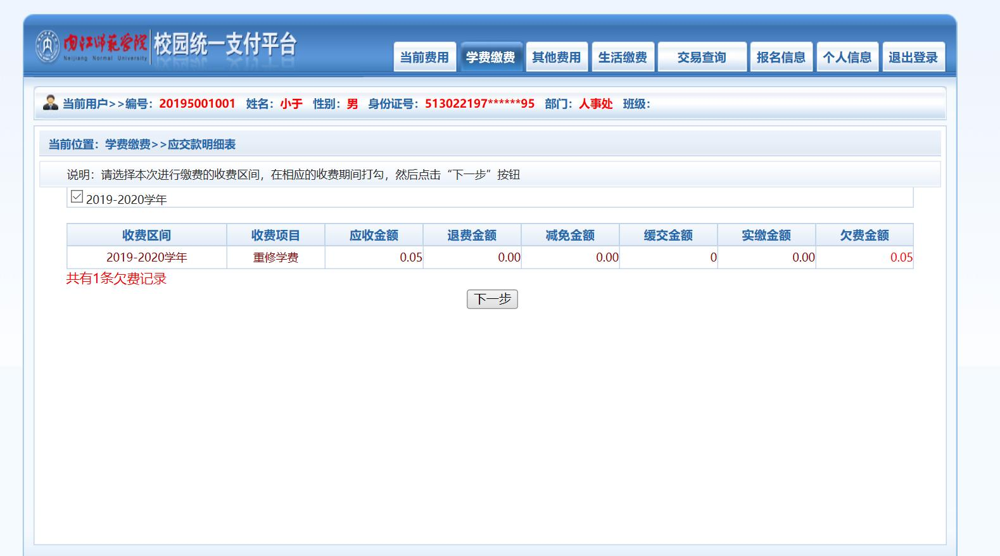 内江师范学院 校园统一支付平台
Neijiang Normal University
当前费用 学费缴费 其他费用 生活缴费 交易查询 报名信息 个人信息 退出登录
当前用户>>编号：20195001001 姓名：小于 性别：男 身份证号：513022197******95 部门：人事处 班级：
当前位置：学费缴费>>应交款明细表
说明：请选择本次进行缴费的收费区间，在相应的收费期间打勾，然后点击“下一步”按钮
2019-2020学年
收费区间 收费项目 应收金额 退费金额 减免金额 缓交金额 实缴金额 欠费金额
2019-2020学年 重修学费 0.05 0.00 0.00 0 0.00 0.05
共有1条欠费记录
下一步